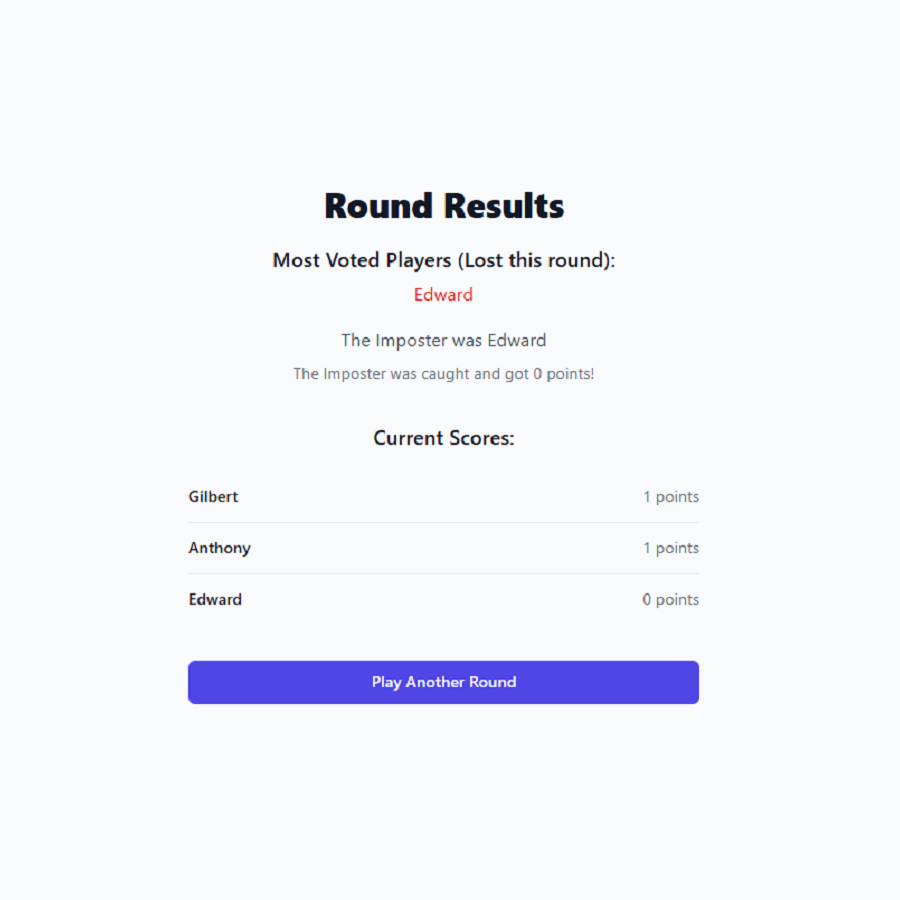 Round Results
Most Voted Players (Lost this round):
Edward
The Imposter was Edward
The Imposter was caught and got 0 points!
Current Scores:
Gilbert 1 points
Anthony 1 points
Edward 0 points
Play Another Round